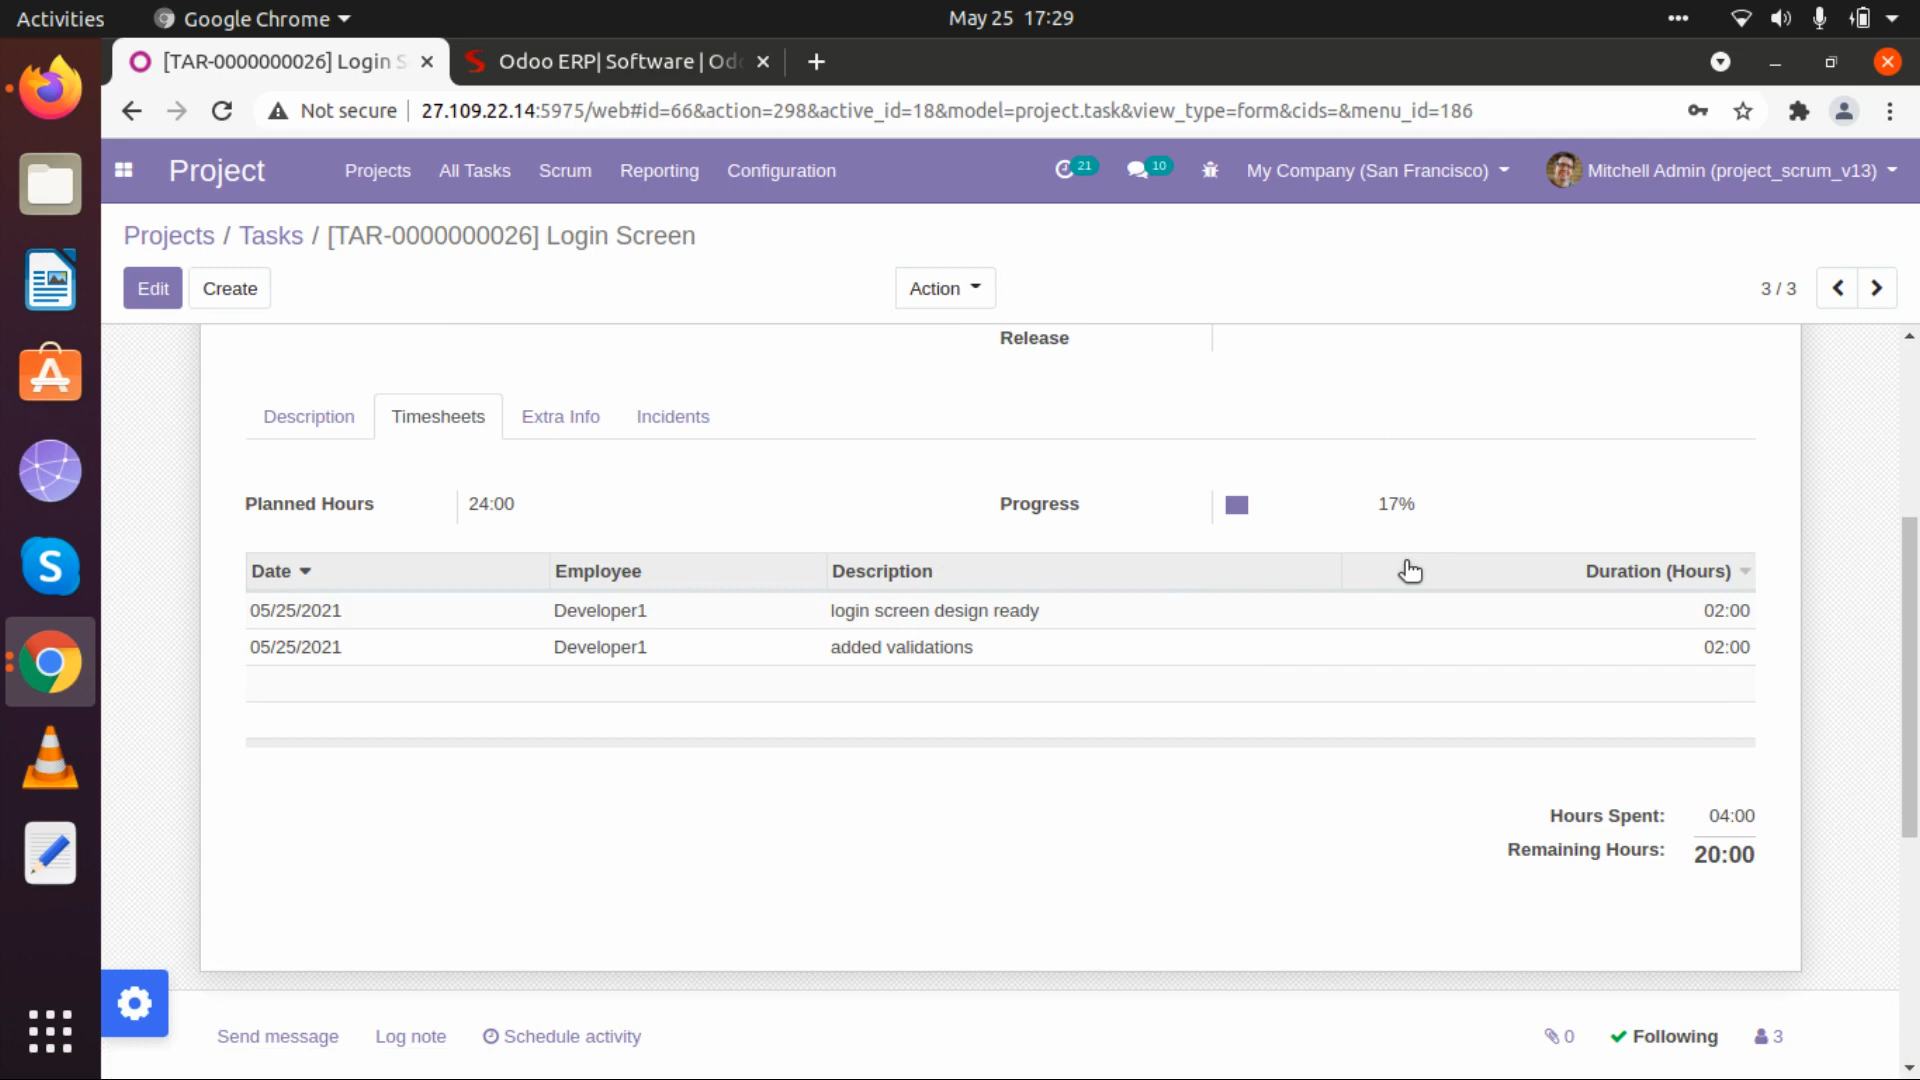 Activities Google Chrome May 25 17:29
[TAR-0000000026] Login S Odoo ERP| Software | Odo
Not secure 27.109.22.14:5975/web#id=66&action=298&active_id=18&model=project.task&view_type=form&cids=&menu_id=186
Project Projects All Tasks Scrum Reporting Configuration 21 10 My Company (San Francisco) Mitchell Admin (project_scrum_v13)
Projects / Tasks / [TAR-0000000026] Login Screen
Edit Create Action 3 / 3
Release
Description Timesheets Extra Info Incidents
Planned Hours 24:00 Progress 17%
Date Employee Description Duration (Hours)
05/25/2021 Developer1 login screen design ready 02:00
05/25/2021 Developer1 added validations 02:00
Hours Spent: 04:00
Remaining Hours: 20:00
Send message Log note Schedule activity 0 Following 3